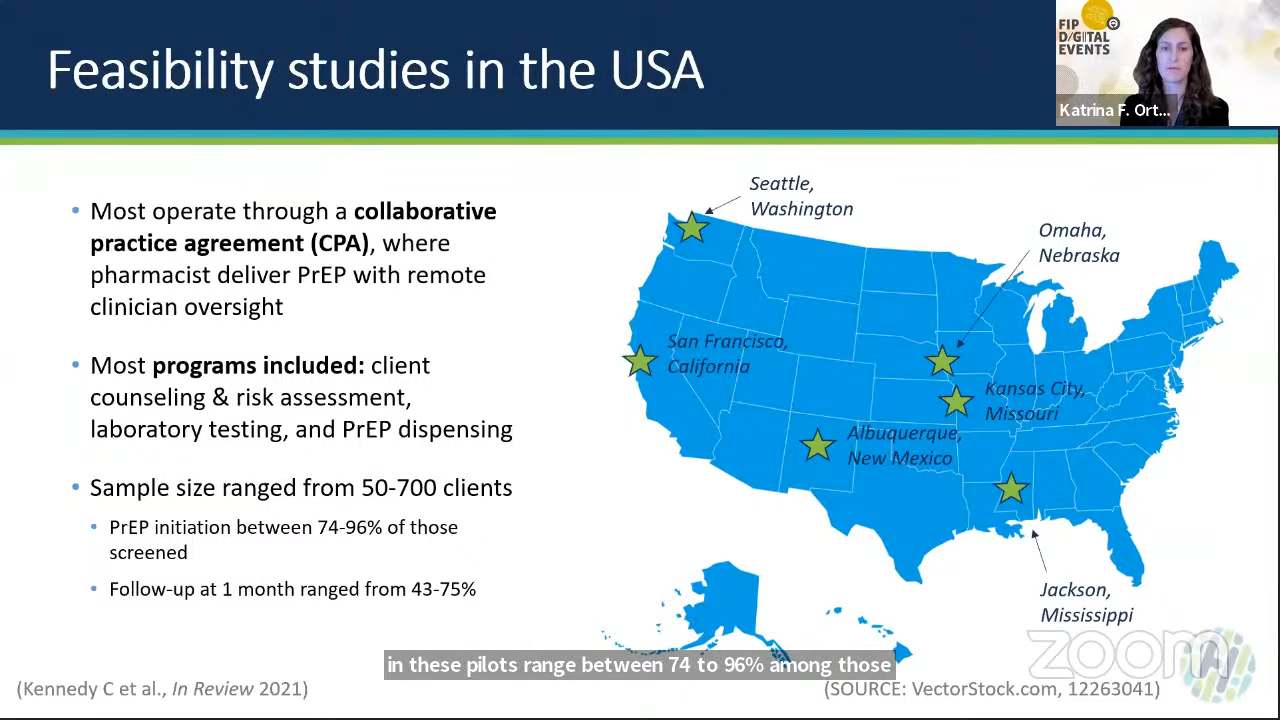 Feasibility studies in the USA
FIP
D/GITAL
EVENTS
Katrina F. Ort...
• Most operate through a collaborative
practice agreement (CPA), where
pharmacist deliver PrEP with remote
clinician oversight
• Most programs included: client
counseling & risk assessment,
laboratory testing, and PrEP dispensing
• Sample size ranged from 50-700 clients
• PrEP initiation between 74-96% of those
screened
• Follow-up at 1 month ranged from 43-75%
Seattle,
Washington
Omaha,
Nebraska
San Francisco,
California
Kansas City,
Missouri
Albuquerque,
New Mexico
Jackson,
Mississippi
zoom
in these pilots range between 74 to 96% among those
(Kennedy C et al., In Review 2021)
(SOURCE: VectorStock.com, 12263041)